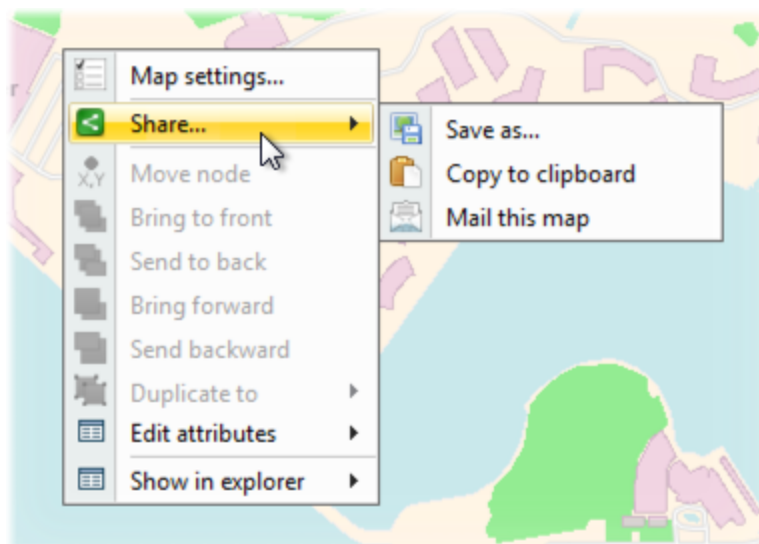 Map settings...
Share...
Move node
X,Y
Bring to front
Send to back
Bring forward
Send backward
Duplicate to
Edit attributes
Show in explorer
Save as...
Copy to clipboard
Mail this map